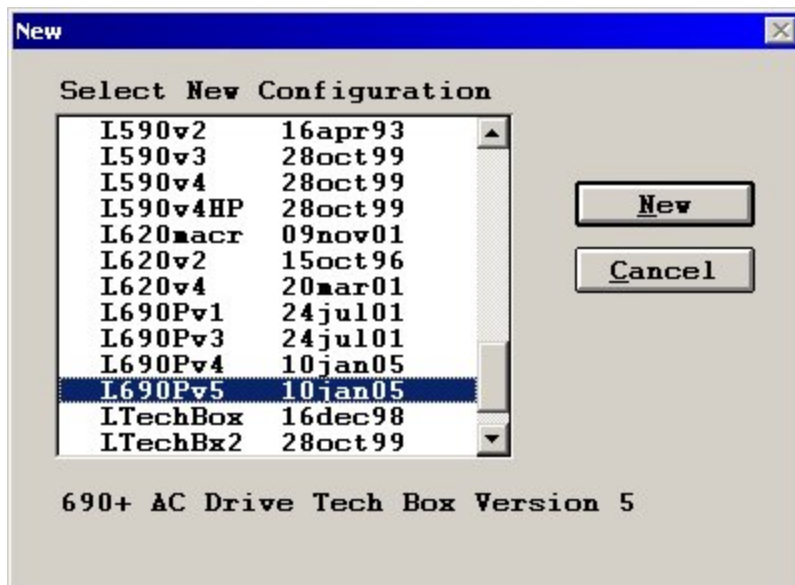 New
Select New Configuration
L590v2 16apr93
L590v3 28oct99
L590v4 28oct99
L590v4HP 28oct99
L620macr 09nov01
L620v2 15oct96
L620v4 20mar01
L690Pv1 24jul01
L690Pv3 24jul01
L690Pv4 10jan05
L690Pv5 10jan05
LTechBox 16dec98
LTechBx2 28oct99
New
Cancel
690+ AC Drive Tech Box Version 5